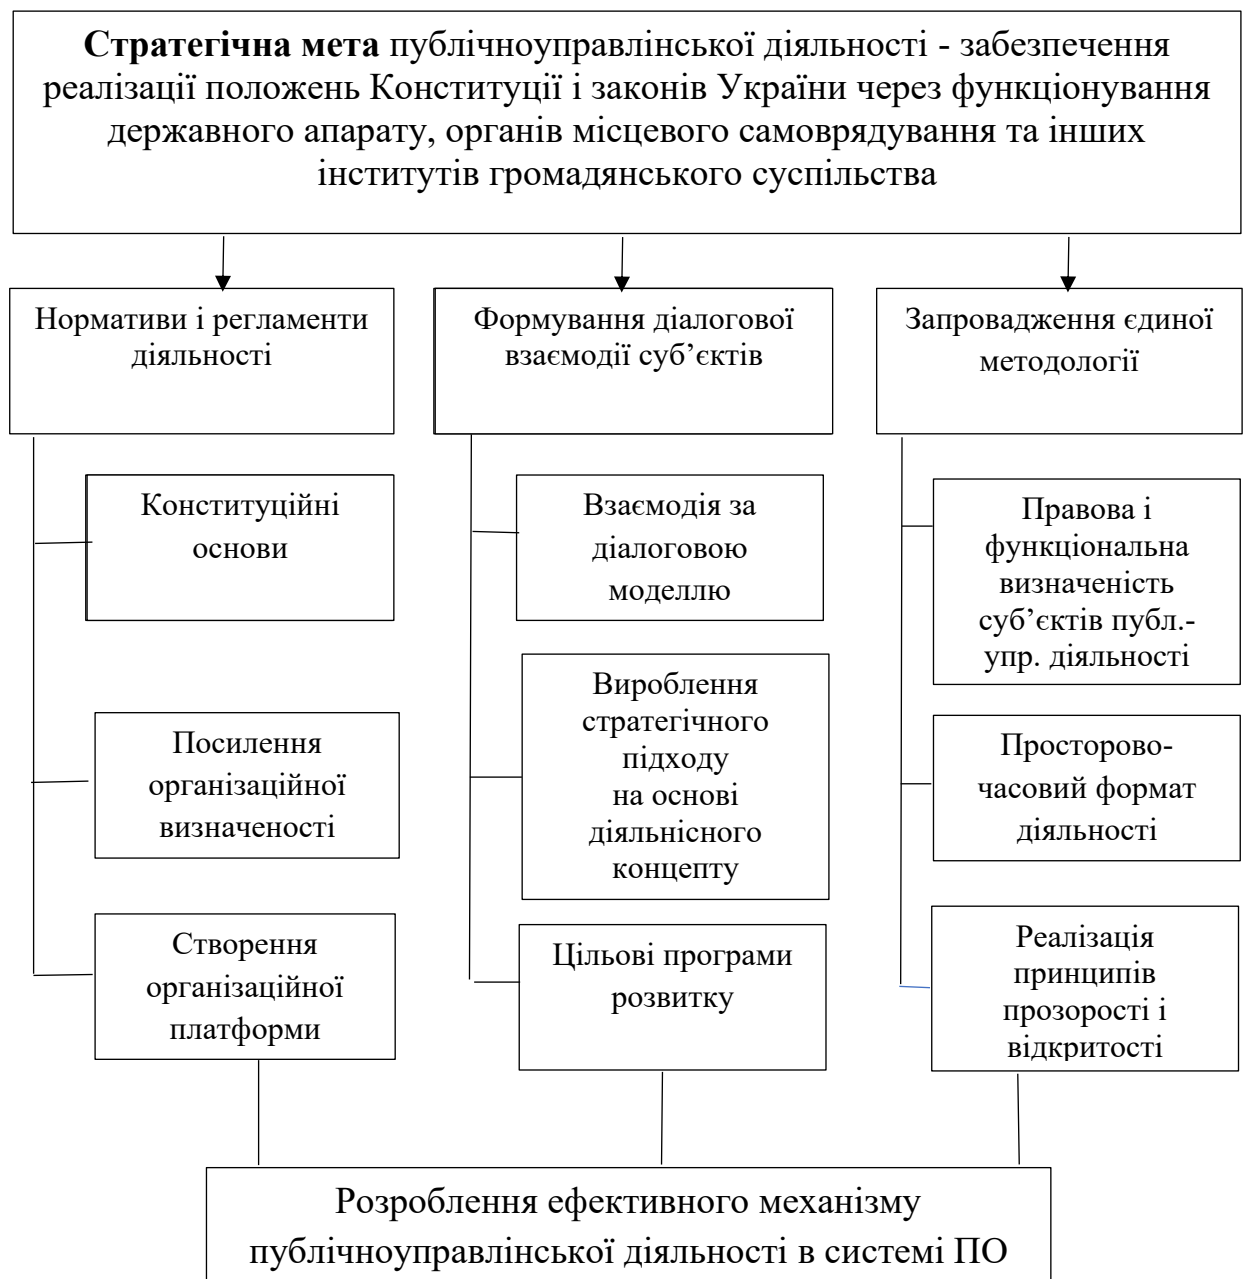 Стратегічна мета публічноуправлінської діяльності - забезпечення
реалізації положень Конституції і законів України через функціонування
державного апарату, органів місцевого самоврядування та інших
інститутів громадянського суспільства
Нормативи і регламенти
діяльності
Конституційні
основи
Посилення
організаційної
визначеності
Створення
організаційної
платформи
Формування діалогової
взаємодії суб’єктів
Взаємодія за
діалоговою
моделлю
Вироблення
стратегічного
підходу
на основі
діяльнісного
концепту
Цільові програми
розвитку
Запровадження єдиної
методології
Правова і
функціональна
визначеність
суб’єктів публ.-
упр. діяльності
Просторово-
часовий формат
діяльності
Реалізація
принципів
прозорості і
відкритості
Розроблення ефективного механізму
публічноуправлінської діяльності в системі ПО